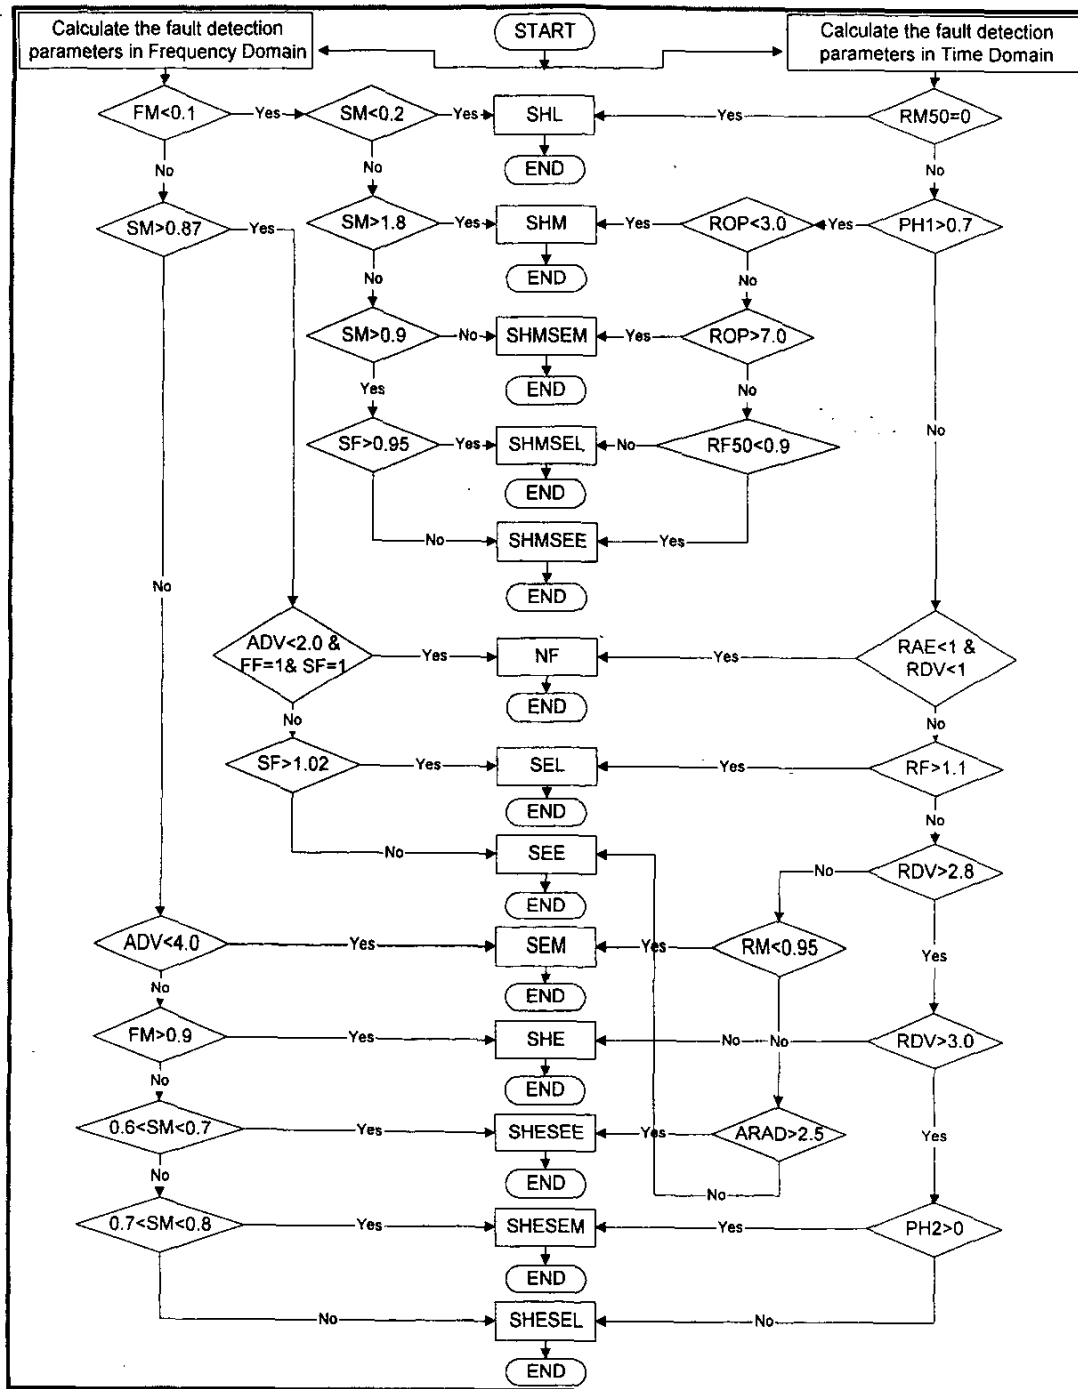 Calculate the fault detection
parameters in Frequency Domain
START
Calculate the fault detection
parameters in Time Domain
FM<0.1
Yes
SM<0.2
Yes
SHL
Yes
RM50=0
No
No
END
No
SM>0.87
Yes
SM>1.8
Yes
SHM
Yes
ROP<3.0
Yes
PH1>0.7
No
END
No
SM>0.9
No
SHMSEM
Yes
ROP>7.0
Yes
END
No
No
SF>0.95
Yes
SHMSEL
No
RF50<0.9
END
No
SHMSEE
Yes
No
END
ADV<2.0 &
FF=1& SF=1
Yes
NF
Yes
RAE<1 &
RDV<1
No
END
No
SF>1.02
Yes
SEL
Yes
RF>1.1
END
No
No
SEE
No
RDV>2.8
END
ADV<4.0
Yes
SEM
Yes
RM<0.95
Yes
No
END
FM>0.9
Yes
SHE
No
No
RDV>3.0
No
END
0.6<SM<0.7
Yes
SHESEE
Yes
ARAD>2.5
Yes
No
END
No
0.7<SM<0.8
Yes
SHESEM
Yes
PH2>0
END
No
SHESEL
No
END